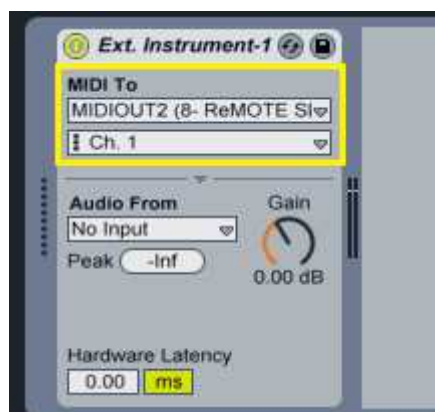 Ext. Instrument-1
MIDI To
MIDIOUT2 (8- ReMOTE Sl
Ch. 1
Audio From
Gain
No Input
Peak -Inf
0.00 dB
Hardware Latency
0.00 ms